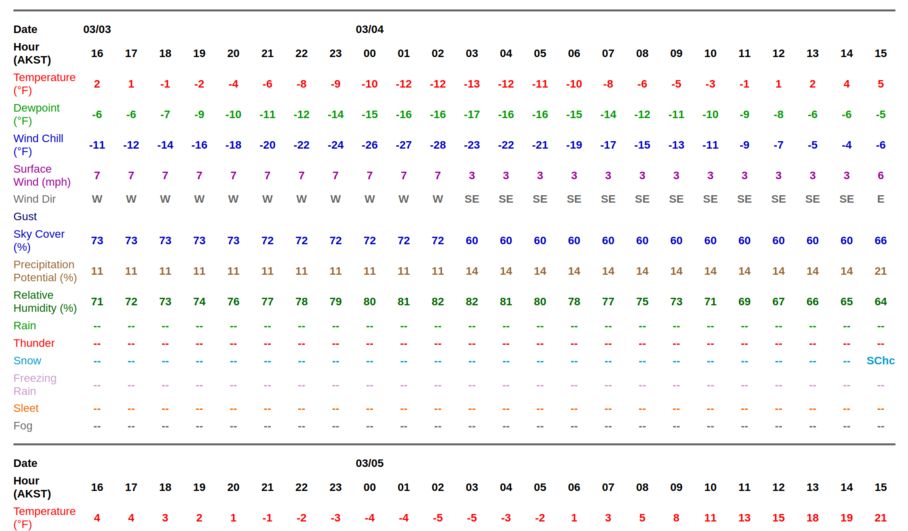 Date 03/03 03/04
Hour (AKST) 16 17 18 19 20 21 22 23 00 01 02 03 04 05 06 07 08 09 10 11 12 13 14 15
Temperature (°F) 2 1 -1 -2 -4 -6 -8 -9 -10 -12 -12 -13 -12 -11 -10 -8 -6 -5 -3 -1 1 2 4 5
Dewpoint (°F) -6 -6 -7 -9 -10 -11 -12 -14 -15 -16 -16 -17 -16 -16 -15 -14 -12 -11 -10 -9 -8 -6 -6 -5
Wind Chill (°F) -11 -12 -14 -16 -18 -20 -22 -24 -26 -27 -28 -23 -22 -21 -19 -17 -15 -13 -11 -9 -7 -5 -4 -6
Surface Wind (mph) 7 7 7 7 7 7 7 7 7 7 7 3 3 3 3 3 3 3 3 3 3 3 3 6
Wind Dir W W W W W W W W W W W SE SE SE SE SE SE SE SE SE SE SE SE E
Gust
Sky Cover (%) 73 73 73 73 73 72 72 72 72 72 72 60 60 60 60 60 60 60 60 60 60 60 60 66
Precipitation Potential (%) 11 11 11 11 11 11 11 11 11 11 11 14 14 14 14 14 14 14 14 14 14 14 14 21
Relative Humidity (%) 71 72 73 74 76 77 78 79 80 81 82 82 81 80 78 77 75 73 71 69 67 66 65 64
Rain -- -- -- -- -- -- -- -- -- -- -- -- -- -- -- -- -- -- -- -- -- -- -- --
Thunder -- -- -- -- -- -- -- -- -- -- -- -- -- -- -- -- -- -- -- -- -- -- -- --
Snow -- -- -- -- -- -- -- -- -- -- -- -- -- -- -- -- -- -- -- -- -- -- -- SChc
Freezing Rain -- -- -- -- -- -- -- -- -- -- -- -- -- -- -- -- -- -- -- -- -- -- -- --
Sleet -- -- -- -- -- -- -- -- -- -- -- -- -- -- -- -- -- -- -- -- -- -- -- --
Fog -- -- -- -- -- -- -- -- -- -- -- -- -- -- -- -- -- -- -- -- -- -- -- --
Date 03/05
Hour (AKST) 16 17 18 19 20 21 22 23 00 01 02 03 04 05 06 07 08 09 10 11 12 13 14 15
Temperature (°F) 4 4 3 2 1 -1 -2 -3 -4 -4 -5 -5 -3 -2 1 3 5 8 11 13 15 18 19 21